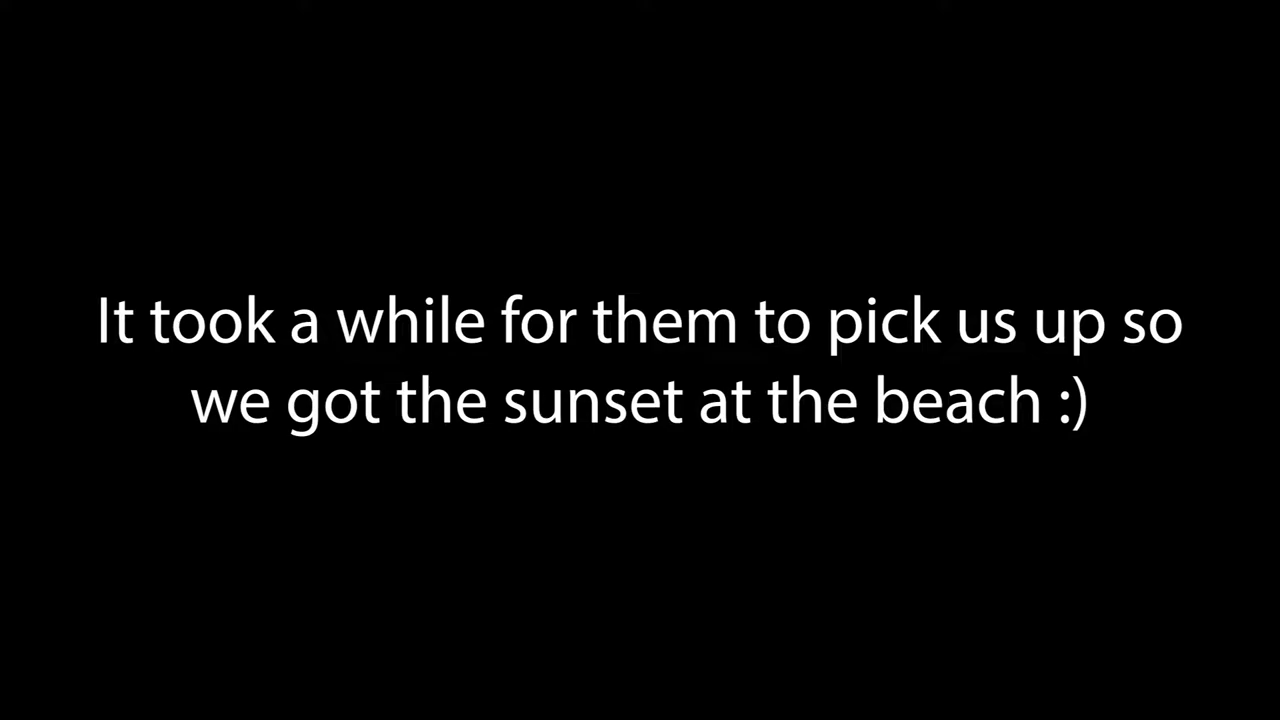 It took a while for them to pick us up so
we got the sunset at the beach :)